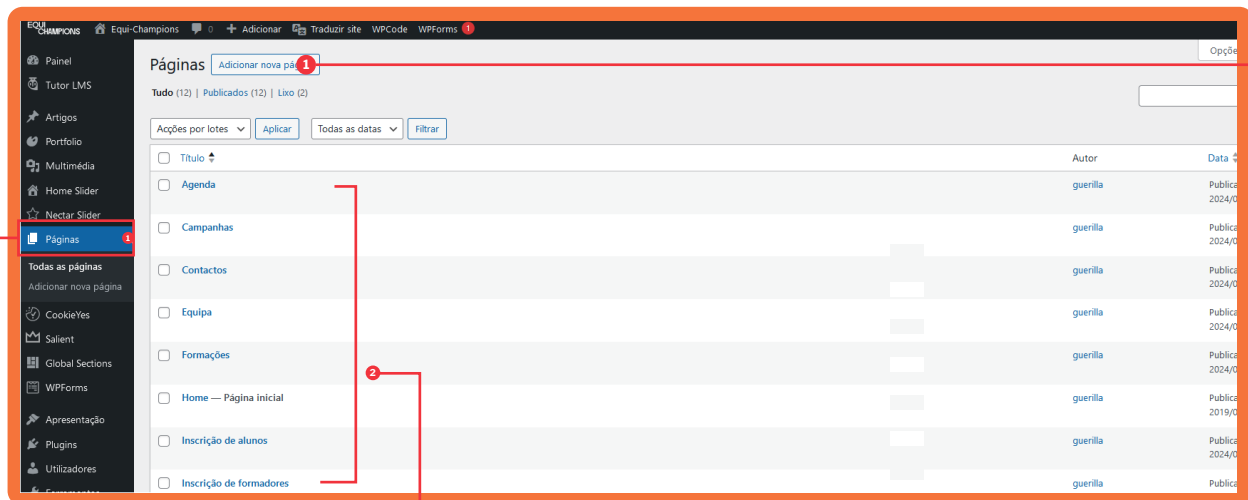 EQUI
CHAMPIONS Equi-Champions 0 Adicionar Traduzir site WPCode WPForms 1
Painel
Tutor LMS
Artigos
Portfolio
Multimédia
Home Slider
Nectar Slider
Páginas 1
Todas as páginas
Adicionar nova página
CookieYes
Salient
Global Sections
WPForms
Apresentação
Plugins
Utilizadores
Ferramentas
Opçõe
Páginas Adicionar nova pá 1
Tudo (12) | Publicados (12) | Lixo (2)
Acções por lotes Aplicar Todas as datas Filtrar
Título Autor Data
Agenda guerilla Publica
2024/0
Campanhas guerilla Publica
2024/0
Contactos guerilla Publica
2024/0
Equipa guerilla Publica
2024/0
Formações guerilla Publica
2024/0
2
Home — Página inicial guerilla Publica
2019/0
Inscrição de alunos guerilla Publica
2024/0
Inscrição de formadores guerilla Publica